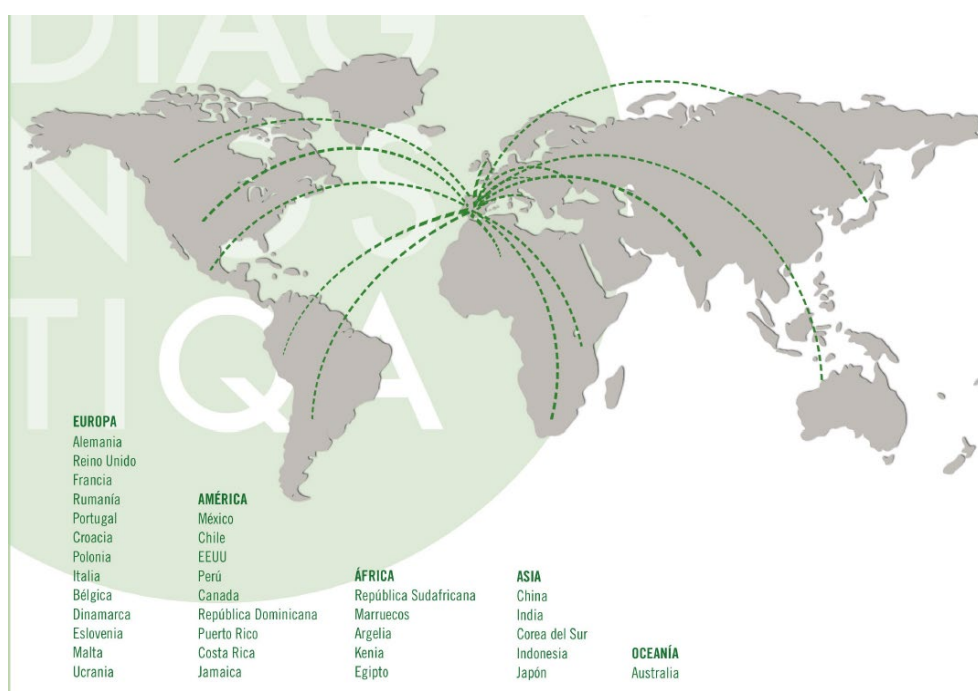 DIAG
NÓS
TIQA
EUROPA
Alemania
Reino Unido
Francia
Rumanía
Portugal
Croacia
Polonia
Italia
Bélgica
Dinamarca
Eslovenia
Malta
Ucrania
AMÉRICA
México
Chile
EEUU
Perú
Canada
República Dominicana
Puerto Rico
Costa Rica
Jamaica
ÁFRICA
República Sudafricana
Marruecos
Argelia
Kenia
Egipto
ASIA
China
India
Corea del Sur
Indonesia
Japón
OCEANÍA
Australia